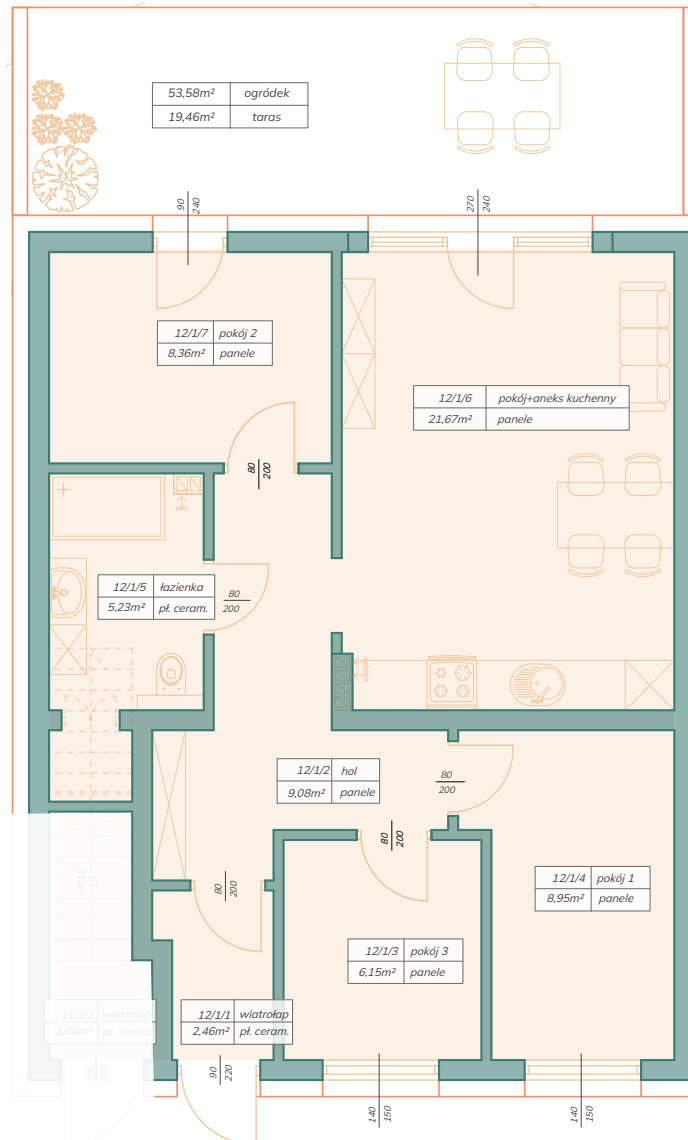 53,58m² ogródek
19,46m² taras
90
240
270
240
12/1/7 pokój 2
8,36m² panele
12/1/6 pokój+aneks kuchenny
21,67m² panele
80
200
12/1/5 łazienka
5,23m² pł. ceram.
80
200
12/1/2 hol
9,08m² panele
80
200
80
200
80
200
12/1/4 pokój 1
8,95m² panele
12/1/3 pokój 3
6,15m² panele
11/2/1 wiatrołap
1.64m² pł. ceram.
12/1/1 wiatrołap
2,46m² pł. ceram.
90
220
90
220
140
150
140
150